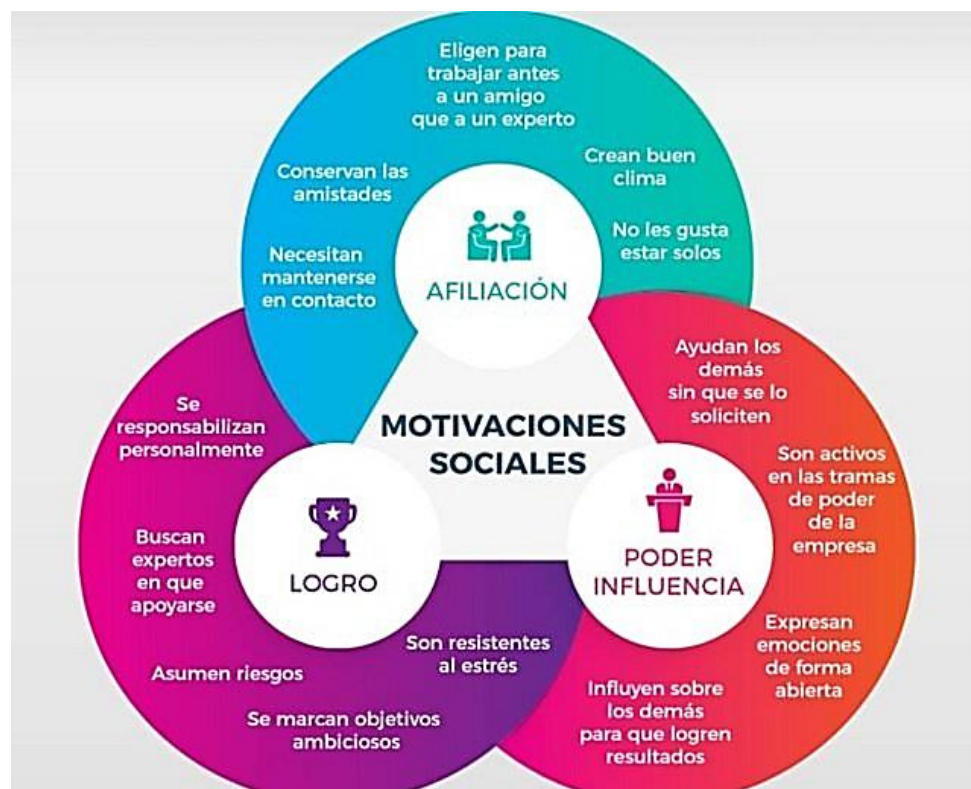 Eligen para
trabajar antes
a un amigo
que a un experto
Conservan las
amistades
Crean buen
clima
Necesitan
mantenerse
en contacto
No les gusta
estar solos
AFILIACIÓN
MOTIVACIONES
SOCIALES
Se
responsabilizan
personalmente
Buscan
expertos
en que
apoyarse
LOGRO
Asumen riesgos
Son resistentes
al estrés
Se marcan objetivos
ambiciosos
Ayudan los
demás
sin que se lo
soliciten
Son activos
en las tramas
de poder
de la
empresa
PODER
INFLUENCIA
Expresan
emociones
de forma
abierta
Influyen sobre
los demás
para que logren
resultados